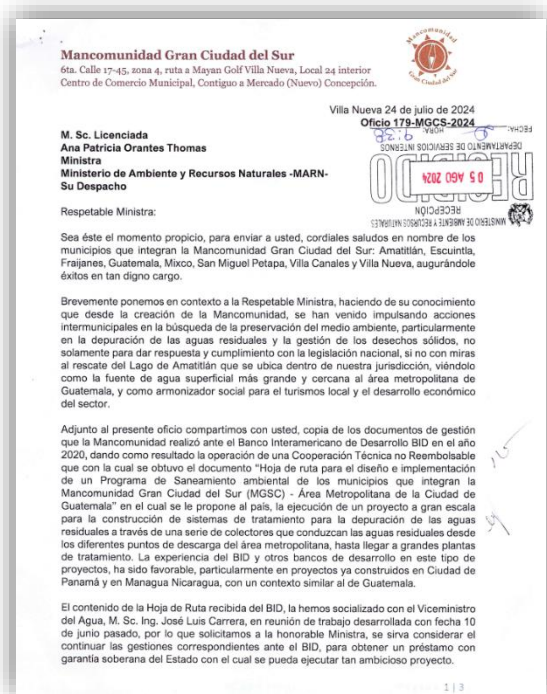 Mancomunidad Gran Ciudad del Sur
6ta. Calle 17-45, zona 4, ruta a Mayan Golf Villa Nueva, Local 24 interior
Centro de Comercio Municipal, Contiguo a Mercado (Nuevo) Concepción.
Mancomunidad
Gran Ciudad del Sur
Villa Nueva 24 de julio de 2024
Oficio 179-MGCS-2024
M. Sc. Licenciada
Ana Patricia Orantes Thomas
Ministra
Ministerio de Ambiente y Recursos Naturales -MARN-
Su Despacho
MINISTERIO DE AMBIENTE Y RECURSOS NATURALES
RECEPCIÓN
RECIBIDO
05 AGO 2024
DEPARTAMENTO DE SERVICIOS INTERNOS
FECHA: HORA: 9:38
Respetable Ministra:
Sea éste el momento propicio, para enviar a usted, cordiales saludos en nombre de los
municipios que integran la Mancomunidad Gran Ciudad del Sur: Amatitlán, Escuintla,
Fraijanes, Guatemala, Mixco, San Miguel Petapa, Villa Canales y Villa Nueva, augurándole
éxitos en tan digno cargo.
Brevemente ponemos en contexto a la Respetable Ministra, haciendo de su conocimiento
que desde la creación de la Mancomunidad, se han venido impulsando acciones
intermunicipales en la búsqueda de la preservación del medio ambiente, particularmente
en la depuración de las aguas residuales y la gestión de los desechos sólidos, no
solamente para dar respuesta y cumplimiento con la legislación nacional, si no con miras
al rescate del Lago de Amatitlán que se ubica dentro de nuestra jurisdicción, viéndolo
como la fuente de agua superficial más grande y cercana al área metropolitana de
Guatemala, y como armonizador social para el turismos local y el desarrollo económico
del sector.
Adjunto al presente oficio compartimos con usted, copia de los documentos de gestión
que la Mancomunidad realizó ante el Banco Interamericano de Desarrollo BID en el año
2020, dando como resultado la operación de una Cooperación Técnica no Reembolsable
que con la cual se obtuvo el documento “Hoja de ruta para el diseño e implementación
de un Programa de Saneamiento ambiental de los municipios que integran la
Mancomunidad Gran Ciudad del Sur (MGSC) - Área Metropolitana de la Ciudad de
Guatemala” en el cual se le propone al país, la ejecución de un proyecto a gran escala
para la construcción de sistemas de tratamiento para la depuración de las aguas
residuales a través de una serie de colectores que conduzcan las aguas residuales desde
los diferentes puntos de descarga del área metropolitana, hasta llegar a grandes plantas
de tratamiento. La experiencia del BID y otros bancos de desarrollo en este tipo de
proyectos, ha sido favorable, particularmente en proyectos ya construidos en Ciudad de
Panamá y en Managua Nicaragua, con un contexto similar al de Guatemala.
El contenido de la Hoja de Ruta recibida del BID, la hemos socializado con el Viceministro
del Agua, M. Sc. Ing. José Luis Carrera, en reunión de trabajo desarrollada con fecha 10
de junio pasado, por lo que solicitamos a la honorable Ministra, se sirva considerar el
continuar las gestiones correspondientes ante el BID, para obtener un préstamo con
garantía soberana del Estado con el cual se pueda ejecutar tan ambicioso proyecto.
1|3